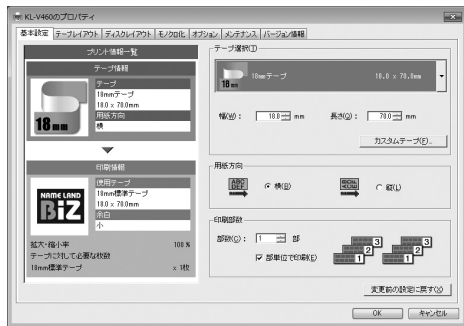 KL-V460のプロパティ
基本設定 テープレイアウト ディスクレイアウト モノクロ化 オプション メンテナンス バージョン情報
プリント情報一覧
テープ情報
18mm
テープ
18mmテープ
18.0 x 78.0mm
用紙方向
横
印刷情報
NAME LAND
BiZ
使用テープ
18mm標準テープ
18.0 x 78.0mm
余白
小
拡大・縮小率 100 %
テープに対して必要な枚数
18mm標準テープ x 1枚
テープ選択(T)
18mm
18mmテープ 18.0 x 78.0mm
幅(W): 18.0 mm 長さ(Q): 78.0 mm
カスタムテープ(F)...
用紙方向
ABC
DEF
横(B)
縦(L)
印刷部数
部数(C): 1 部
部単位で印刷(E)
1 2 3 1 2 3
変更前の設定に戻す(X)
OK キャンセル